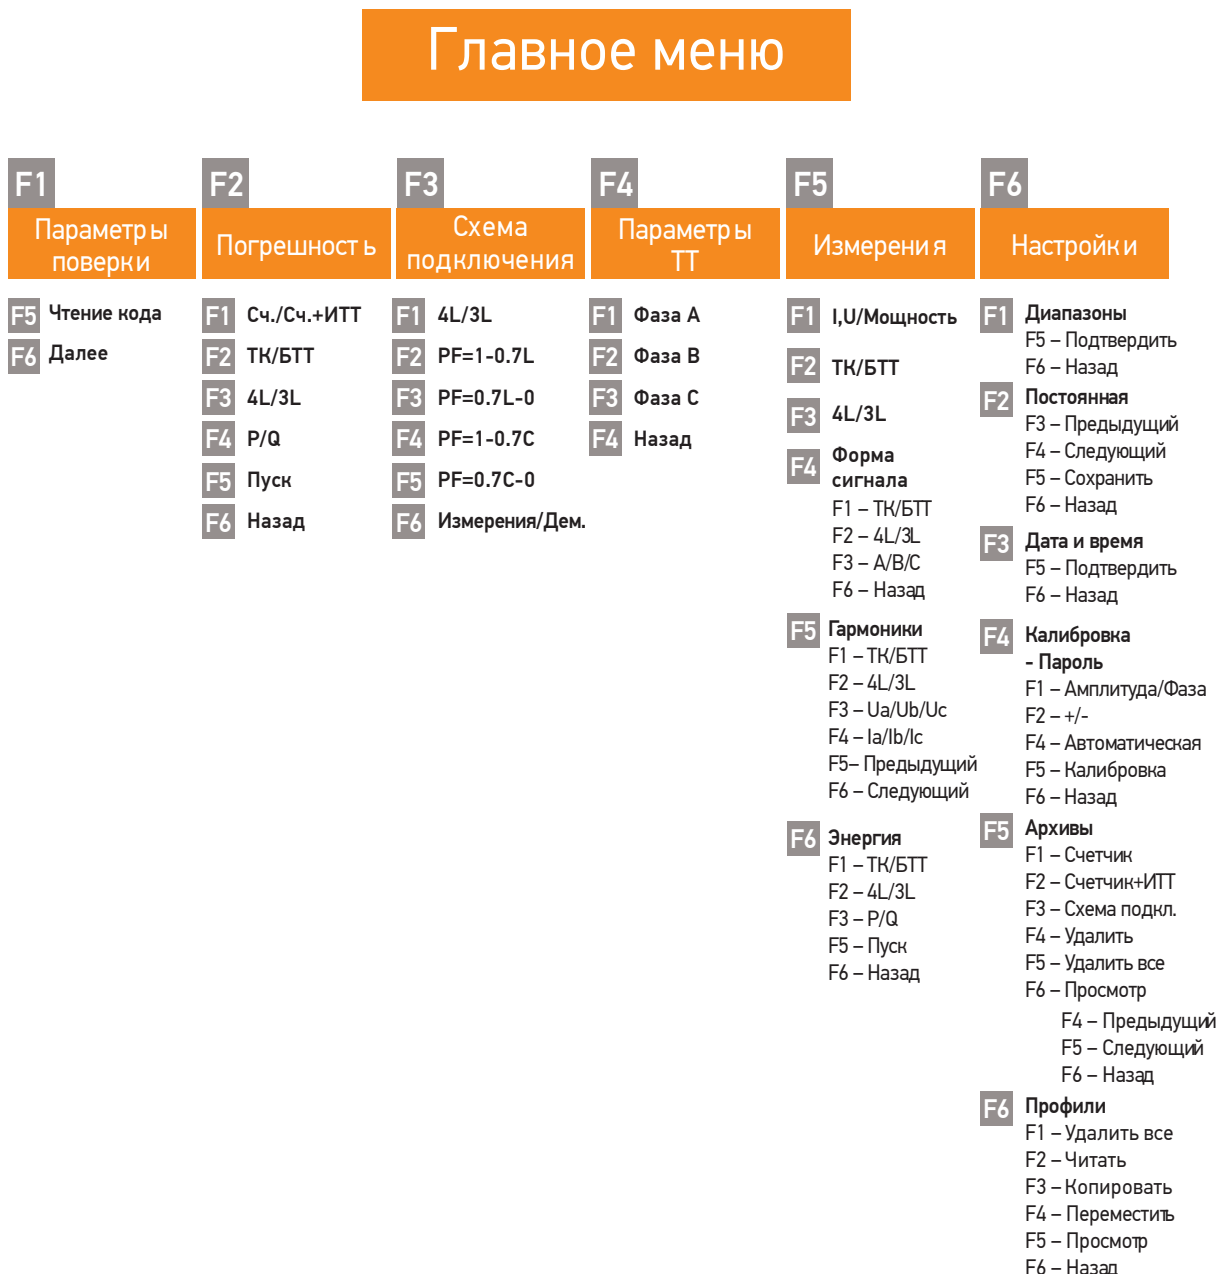 Главное меню
F1
Параметры
поверки
F5 Чтение кода
F6 Далее
F2
Погрешность
F1 Сч./Сч.+ИТТ
F2 ТК/БТТ
F3 4L/3L
F4 P/Q
F5 Пуск
F6 Назад
F3
Схема
подключения
F1 4L/3L
F2 PF=1-0.7L
F3 PF=0.7L-0
F4 PF=1-0.7C
F5 PF=0.7C-0
F6 Измерения/Дем.
F4
Параметры
ТТ
F1 Фаза А
F2 Фаза В
F3 Фаза С
F4 Назад
F5
Измерения
F1 I,U/Мощность
F2 ТК/БТТ
F3 4L/3L
F4 Форма
сигнала
F1 – ТК/БТТ
F2 – 4L/3L
F3 – A/B/C
F6 – Назад
F5 Гармоники
F1 – ТК/БТТ
F2 – 4L/3L
F3 – Ua/Ub/Uc
F4 – Ia/Ib/Ic
F5– Предыдущий
F6 – Следующий
F6 Энергия
F1 – ТК/БТТ
F2 – 4L/3L
F3 – P/Q
F5 – Пуск
F6 – Назад
F6
Настройки
F1 Диапазоны
F5 – Подтвердить
F6 – Назад
F2 Постоянная
F3 – Предыдущий
F4 – Следующий
F5 – Сохранить
F6 – Назад
F3 Дата и время
F5 – Подтвердить
F6 – Назад
F4 Калибровка
- Пароль
F1 – Амплитуда/Фаза
F2 – +/-
F4 – Автоматическая
F5 – Калибровка
F6 – Назад
F5 Архивы
F1 – Счетчик
F2 – Счетчик+ИТТ
F3 – Схема подкл.
F4 – Удалить
F5 – Удалить все
F6 – Просмотр
F4 – Предыдущий
F5 – Следующий
F6 – Назад
F6 Профили
F1 – Удалить все
F2 – Читать
F3 – Копировать
F4 – Переместить
F5 – Просмотр
F6 – Назад